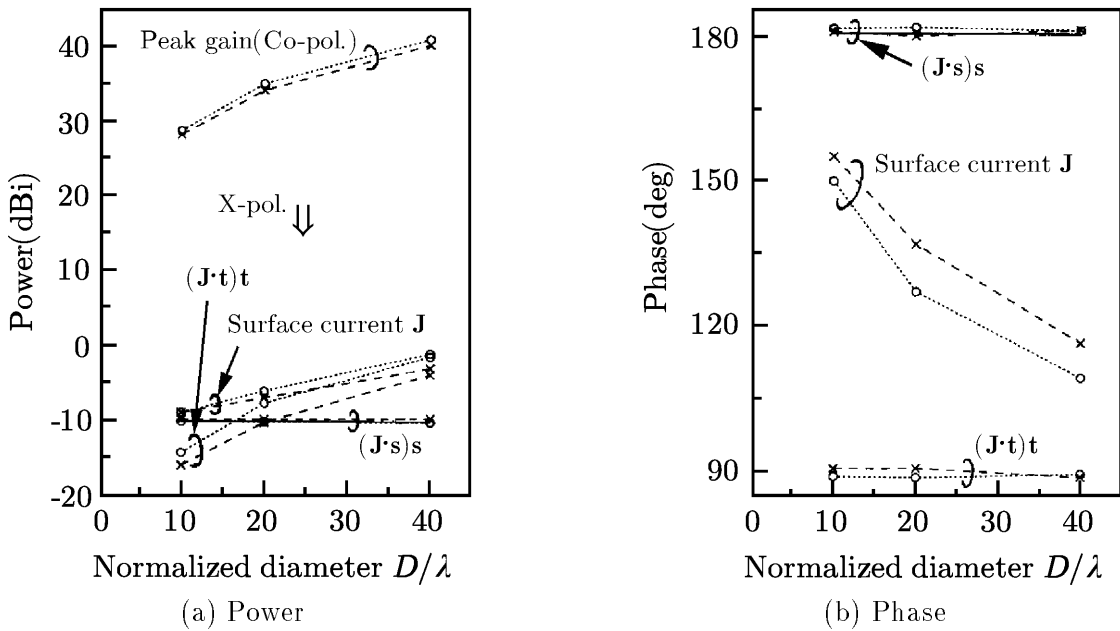 40
30
20
10
0
-10
-20
Power(dBi)
Peak gain(Co-pol.)
X-pol.
⇓
(J·t)t
Surface current J
(J·s)s
0
10
20
30
40
Normalized diameter D/λ
(a) Power
180
150
120
90
Phase(deg)
(J·s)s
Surface current J
(J·t)t
0
10
20
30
40
Normalized diameter D/λ
(b) Phase